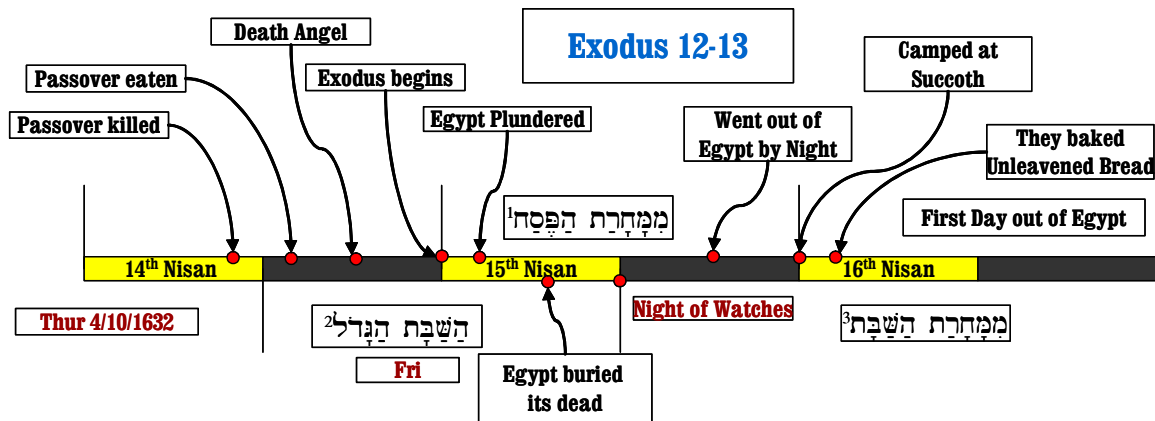 Exodus 12-13
Death Angel
Camped at
Succoth
Passover eaten
Exodus begins
Passover killed
Egypt Plundered
Went out of
Egypt by Night
They baked
Unleavened Bread
מִמָּחֳרַת הַפֶּסַח¹
First Day out of Egypt
14th Nisan
15th Nisan
16th Nisan
Thur 4/10/1632
הַשַּׁבָּת הַגָּדֹל²
Night of Watches
מִמָּחֳרַת הַשַּׁבָּת³
Fri
Egypt buried
its dead